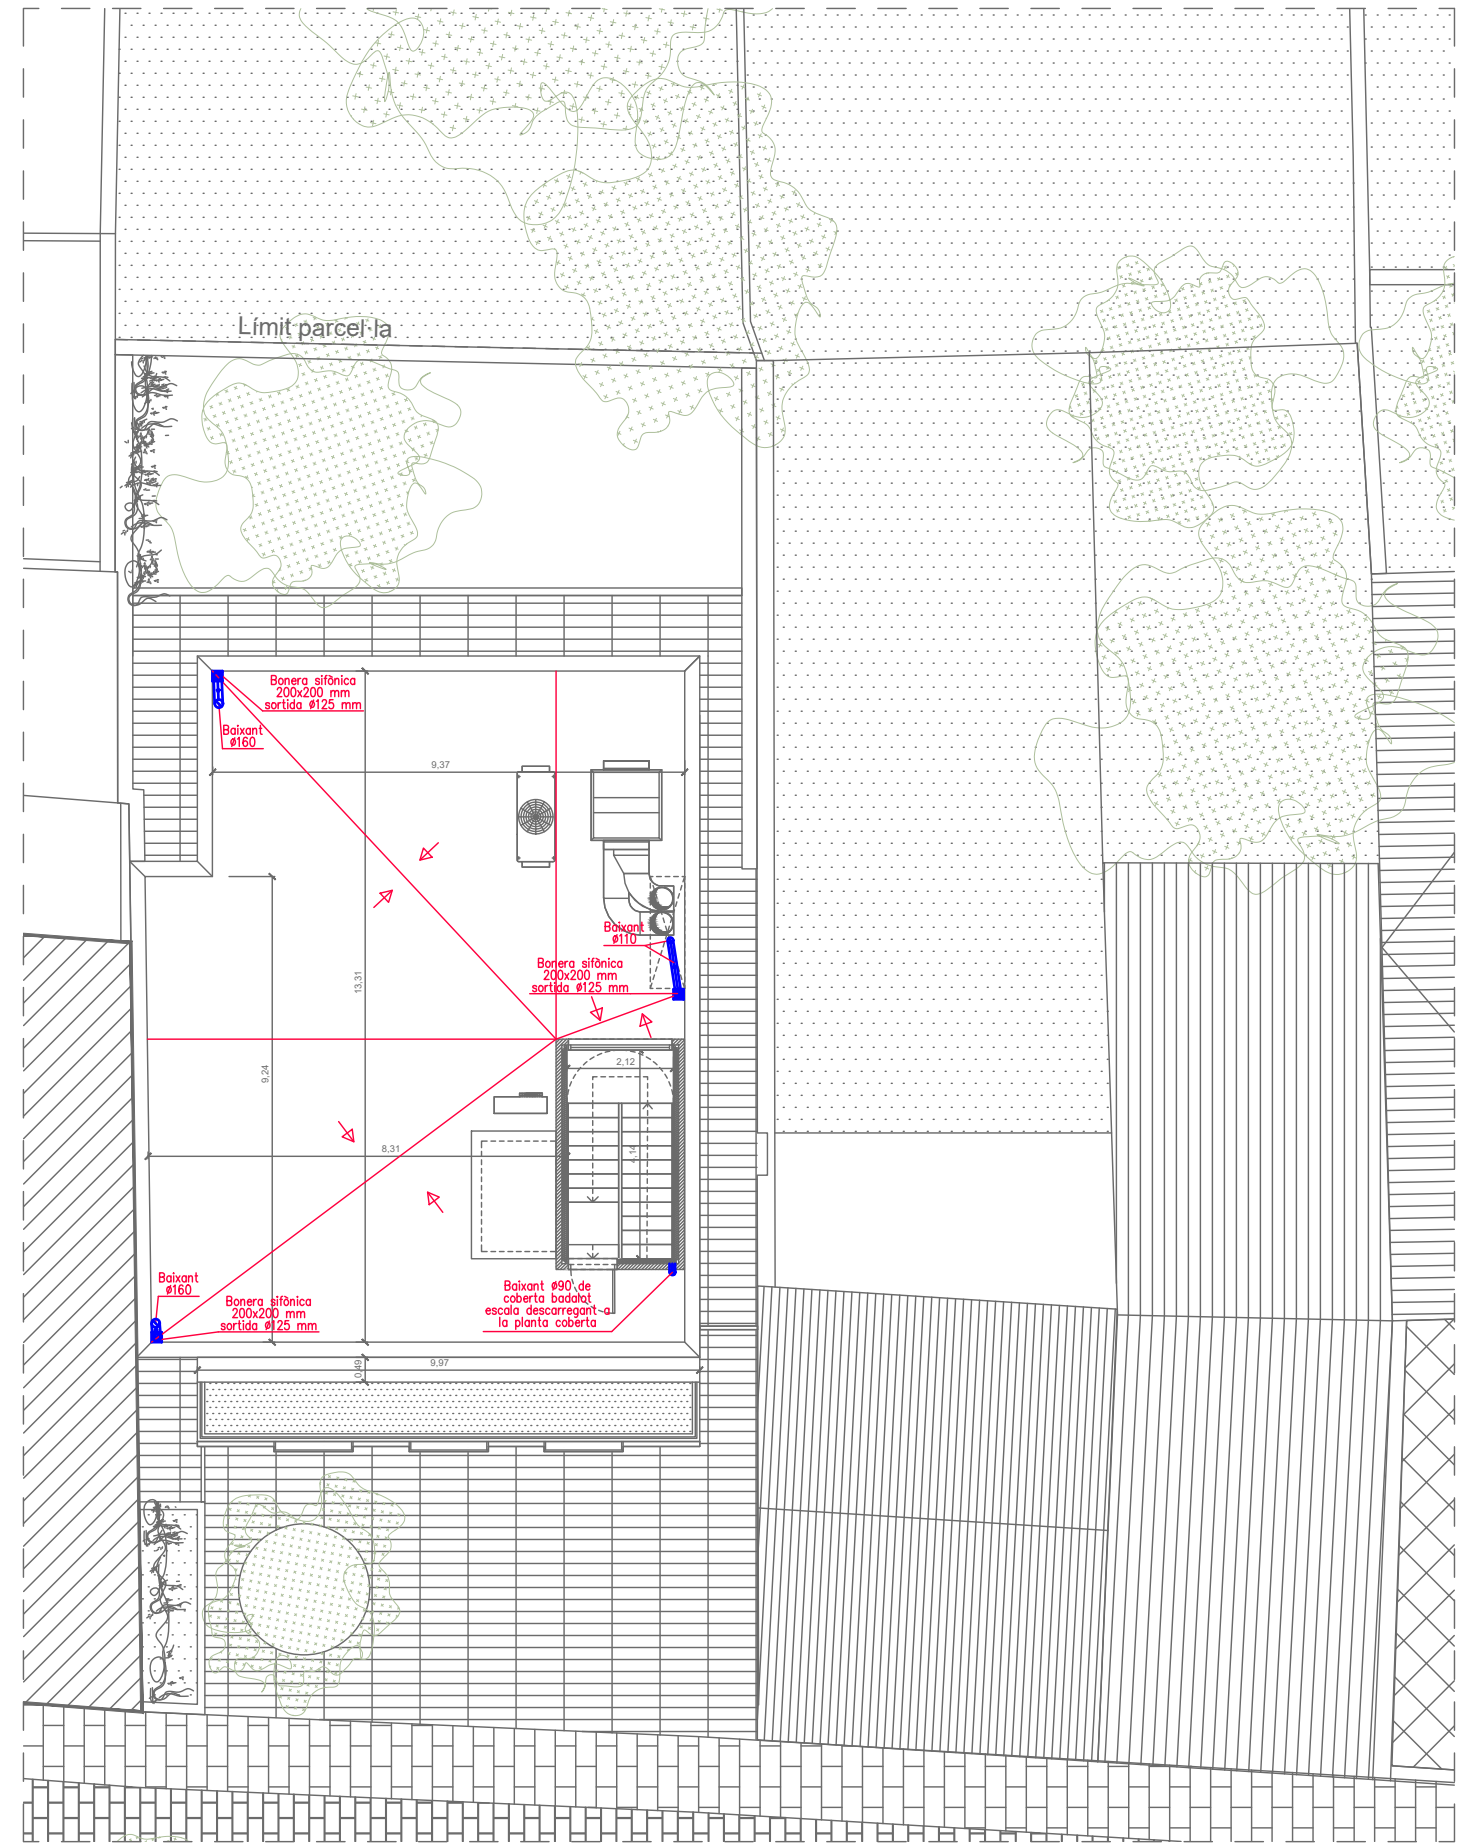 Límit parcel·la
Bonera sifònica
200x200 mm
sortida Ø125 mm
Baixant
Ø160
9,37
Baixant
Ø110
Bonera sifònica
200x200 mm
sortida Ø125 mm
13,31
9,24
2,12
4,14
8,31
Baixant
Ø160
Bonera sifònica
200x200 mm
sortida Ø125 mm
Baixant Ø90 de
coberta badalot
escala descarregant a
la planta coberta
0,49
9,97